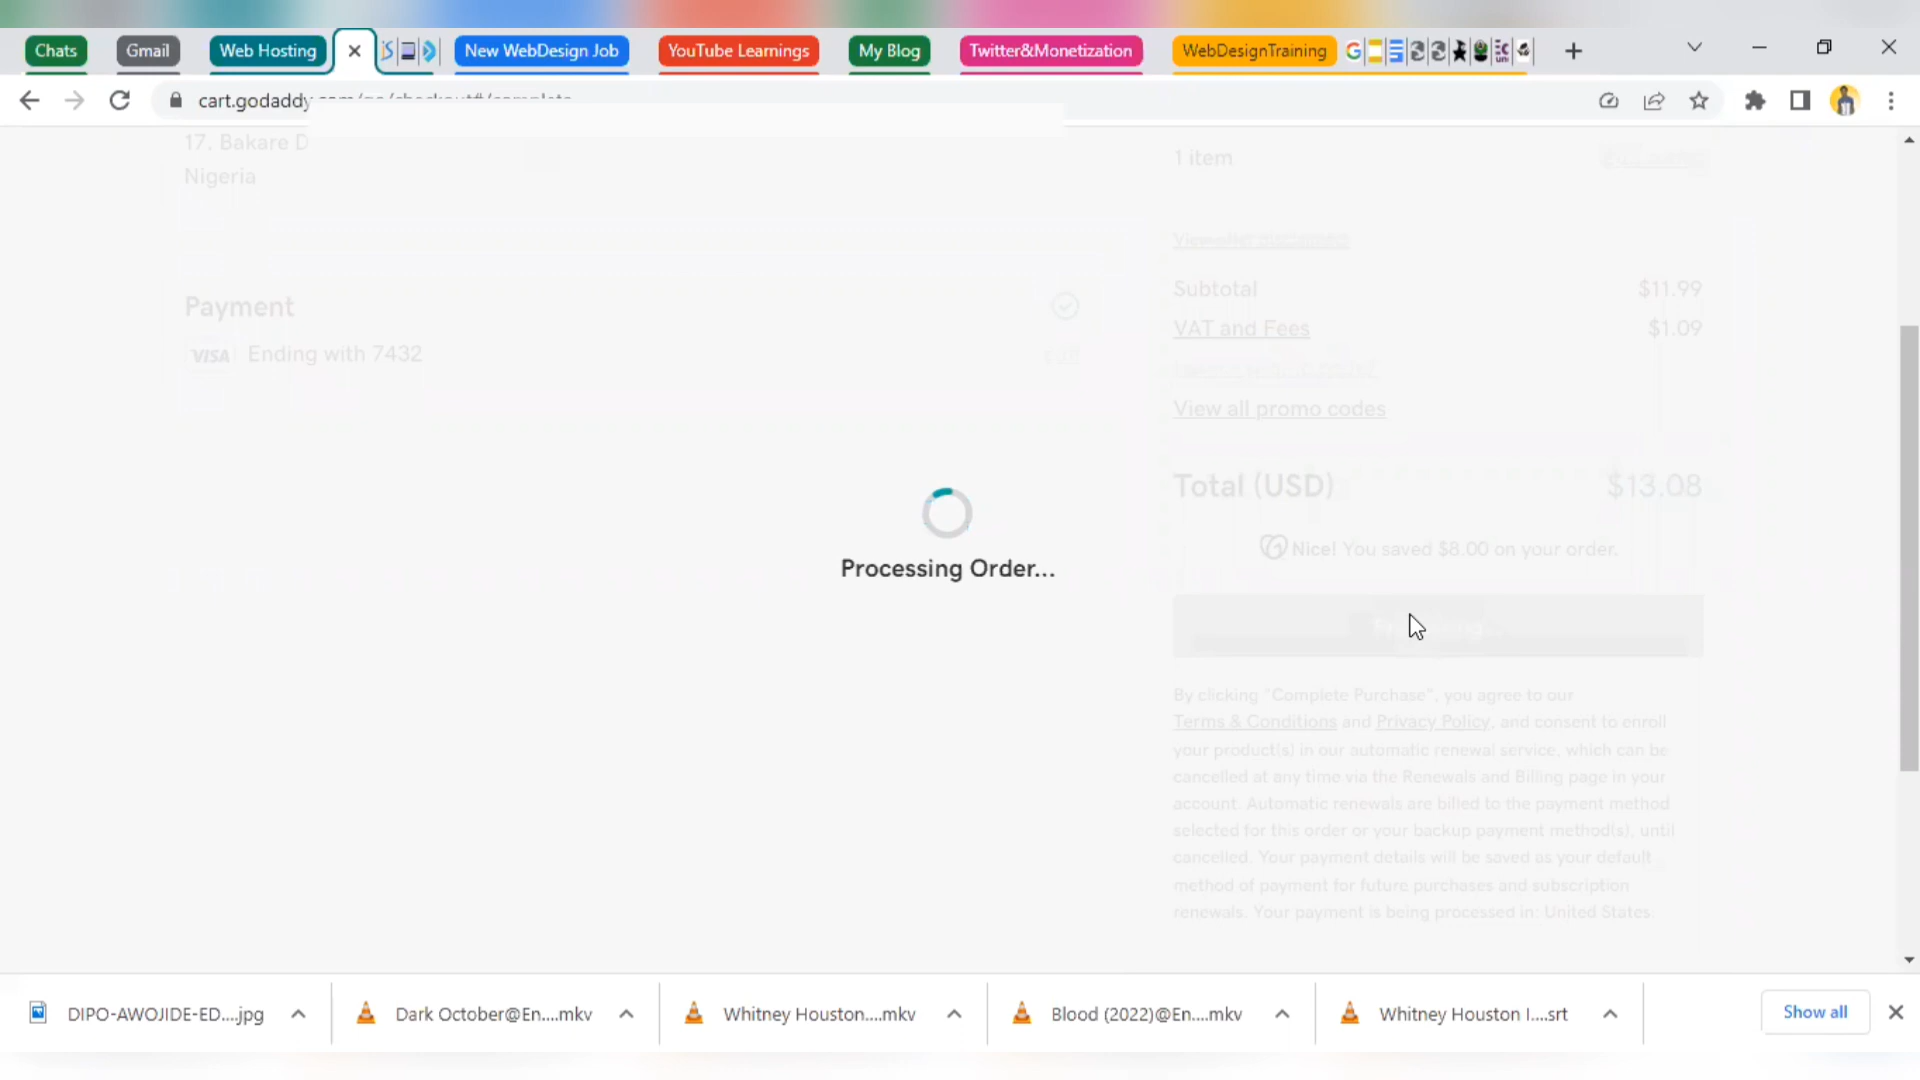 Chats
Gmail
Web Hosting
New WebDesign Job
YouTube Learnings
My Blog
Twitter&Monetization
WebDesignTraining
cart.godaddy.com/go/checkout#/complete
17, Bakare D
Nigeria
Payment
VISA Ending with 7432
Edit
Processing Order...
1 item
View offer disclaimers
Subtotal $11.99
VAT and Fees $1.09
View all promo codes
Total (USD) $13.08
Nice! You saved $8.00 on your order.
By clicking "Complete Purchase", you agree to our
Terms & Conditions and Privacy Policy, and consent to enroll
your product(s) in our automatic renewal service, which can be
cancelled at any time via the Renewals and Billing page in your
account. Automatic renewals are billed to the payment method
selected for this order or your backup payment method(s), until
cancelled. Your payment details will be saved as your default
method of payment for future purchases and subscription
renewals. Your payment is being processed in: United States.
DIPO-AWOJIDE-ED....jpg
Dark October@En....mkv
Whitney Houston....mkv
Blood (2022)@En....mkv
Whitney Houston I....srt
Show all